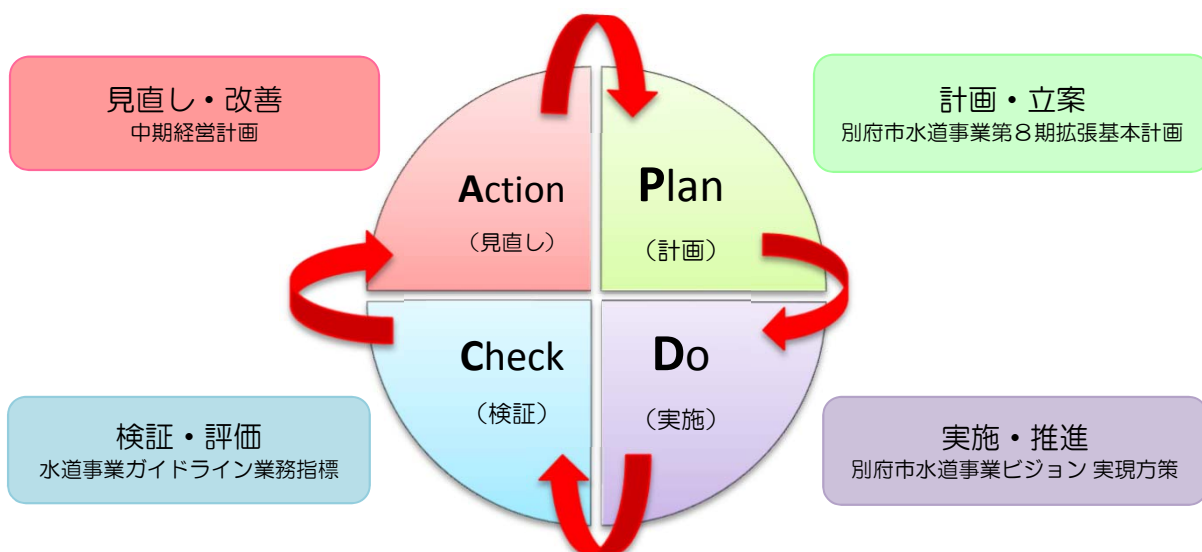 見直し・改善
中期経営計画
計画・立案
別府市水道事業第８期拡張基本計画
Action
（見直し）
Plan
（計画）
Check
（検証）
Do
（実施）
検証・評価
水道事業ガイドライン業務指標
実施・推進
別府市水道事業ビジョン 実現方策